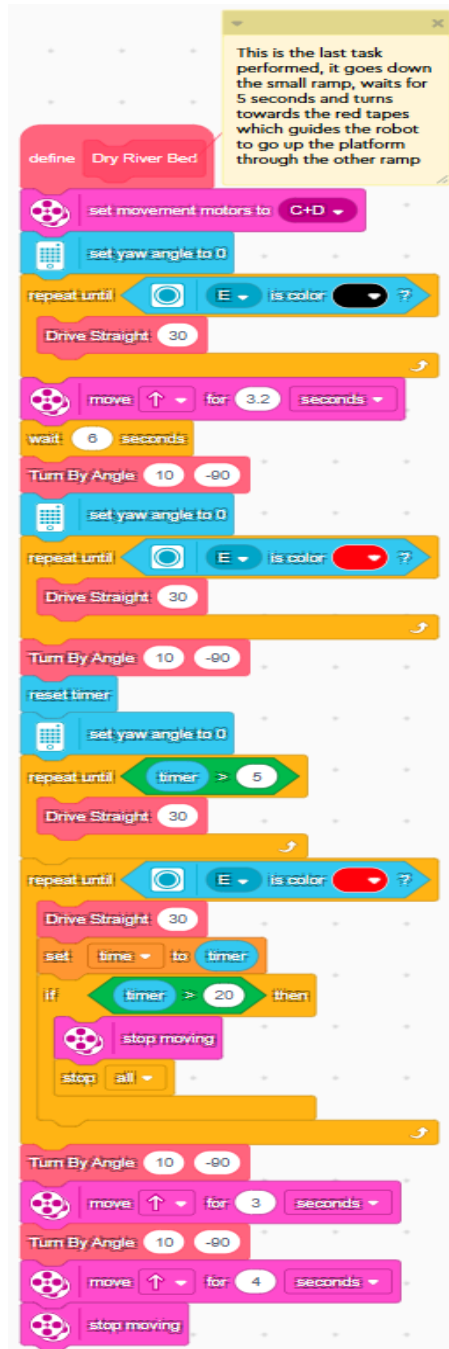 This is the last task
performed, it goes down
the small ramp, waits for
5 seconds and turns
towards the red tapes
which guides the robot
to go up the platform
through the other ramp
define Dry River Bed
set movement motors to C+D
set yaw angle to 0
repeat until E is color ?
Drive Straight 30
move for 3.2 seconds
wait 6 seconds
Turn By Angle 10 -90
set yaw angle to 0
repeat until E is color ?
Drive Straight 30
Turn By Angle 10 -90
reset timer
set yaw angle to 0
repeat until timer > 5
Drive Straight 30
repeat until E is color ?
Drive Straight 30
set time to timer
if timer > 20 then
stop moving
stop all
Turn By Angle 10 -90
move for 3 seconds
Turn By Angle 10 -90
move for 4 seconds
stop moving